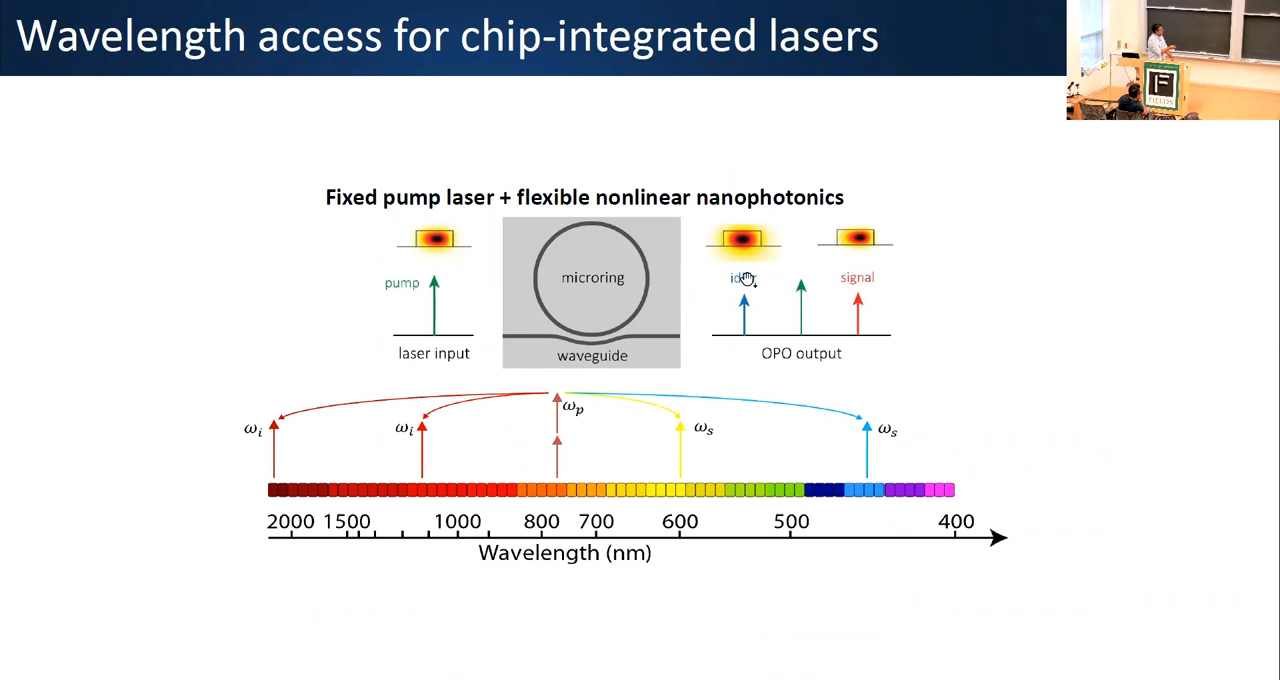 Wavelength access for chip-integrated lasers
F
FIELDS
Fixed pump laser + flexible nonlinear nanophotonics
pump
microring
signal
laser input
waveguide
OPO output
ωₚ
ωᵢ
ωᵢ
ωₛ
ωₛ
2000 1500 1000 800 700 600 500 400
Wavelength (nm)